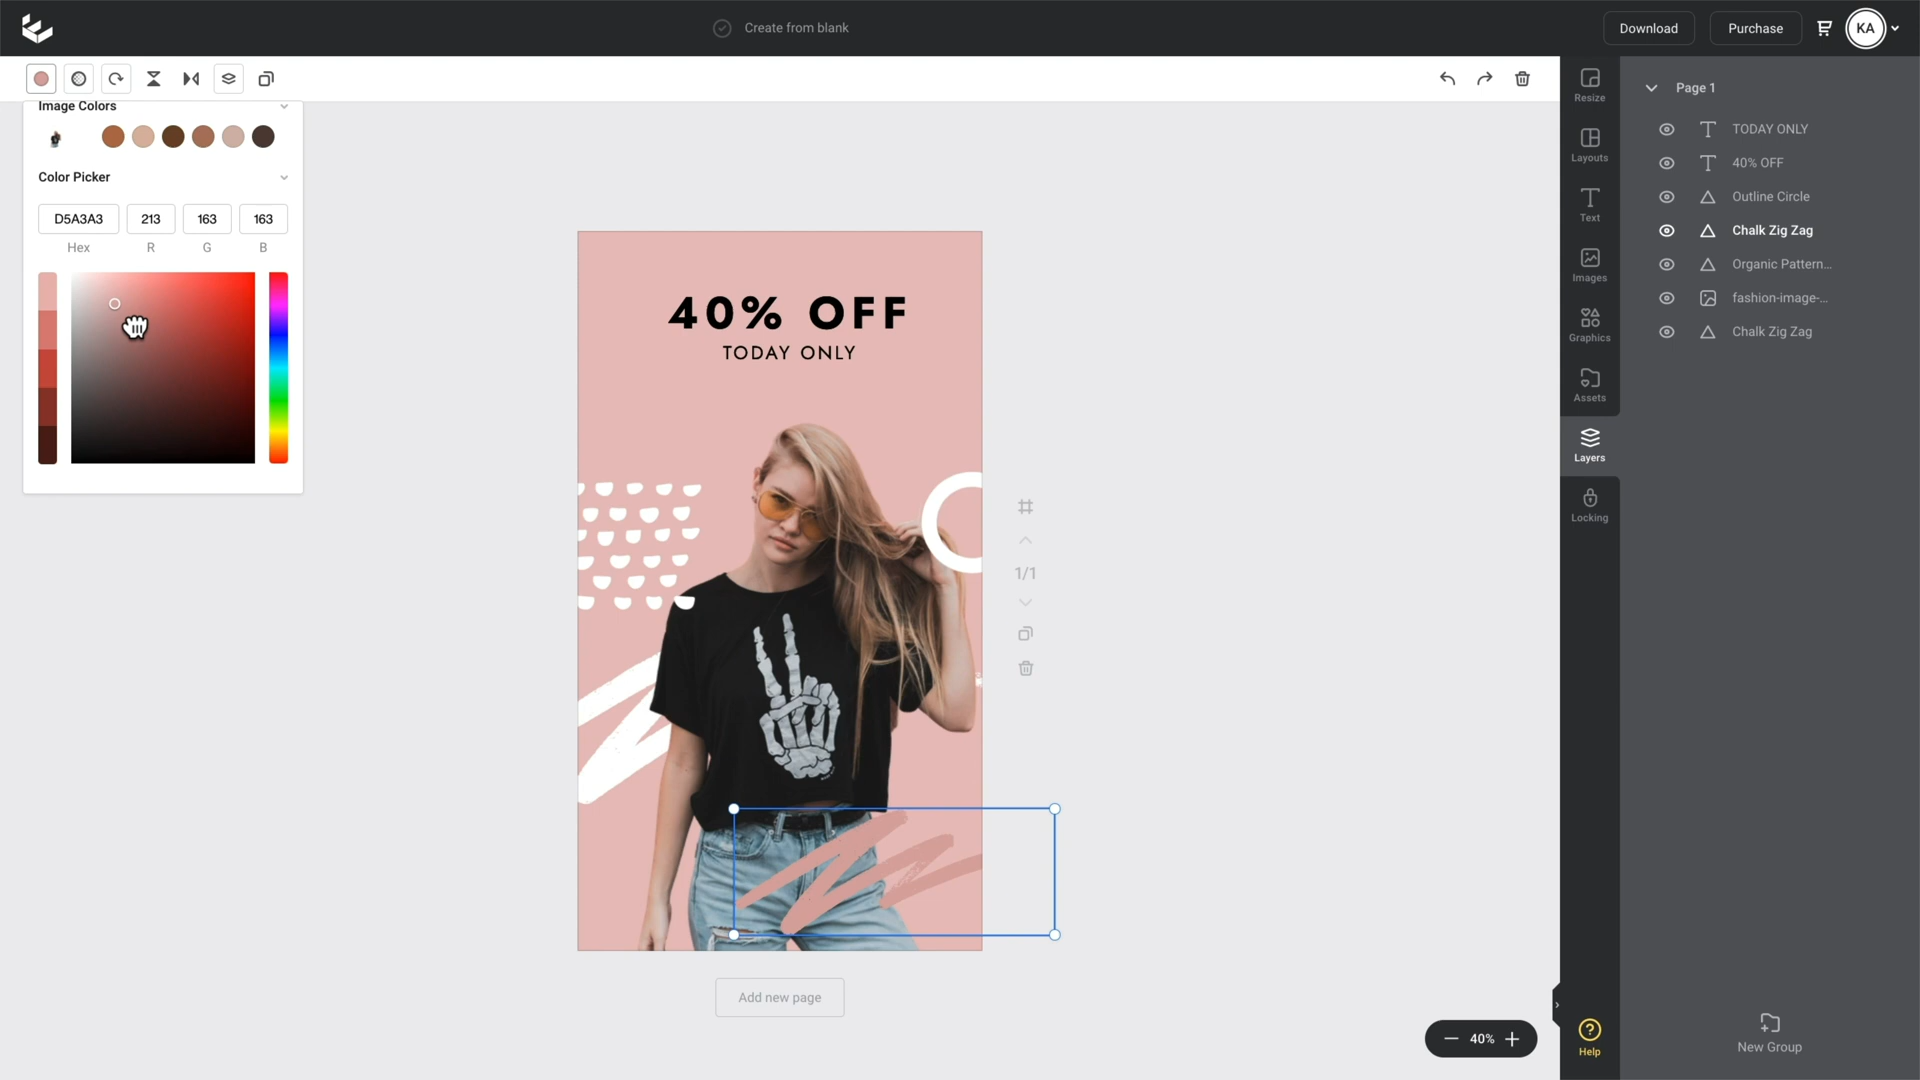 Create from blank
Download
Purchase
KA
Image Colors
Color Picker
D5A3A3 213 163 163
Hex R G B
40% OFF
TODAY ONLY
1/1
Add new page
40%
Resize
Layouts
Text
Images
Graphics
Assets
Layers
Locking
Help
Page 1
TODAY ONLY
40% OFF
Outline Circle
Chalk Zig Zag
Organic Pattern...
fashion-image-...
Chalk Zig Zag
New Group